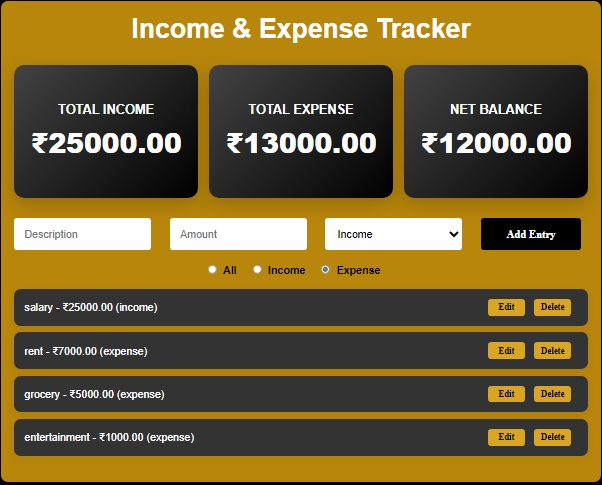 Income & Expense Tracker
TOTAL INCOME
₹25000.00
TOTAL EXPENSE
₹13000.00
NET BALANCE
₹12000.00
Description
Amount
Income
Add Entry
All
Income
Expense
salary - ₹25000.00 (income)
Edit
Delete
rent - ₹7000.00 (expense)
Edit
Delete
grocery - ₹5000.00 (expense)
Edit
Delete
entertainment - ₹1000.00 (expense)
Edit
Delete